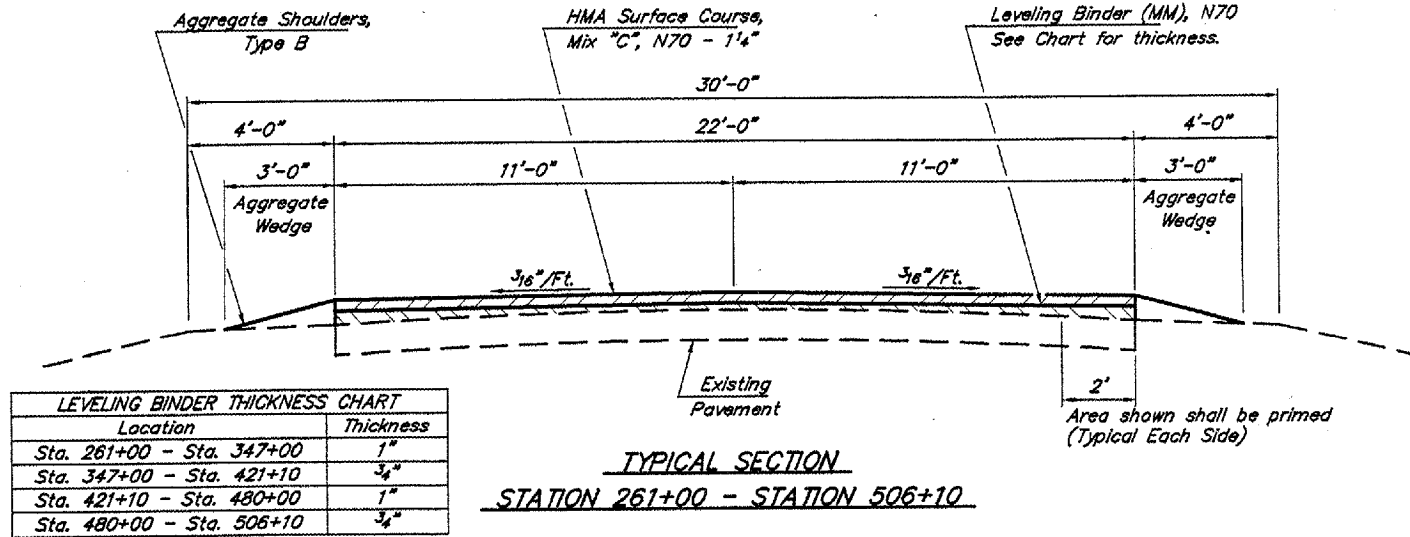 Aggregate Shoulders,
Type B
HMA Surface Course,
Mix "C", N70 - 1¼"
Leveling Binder (MM), N70
See Chart for thickness.
30'-0"
4'-0"
22'-0"
4'-0"
3'-0"
11'-0"
11'-0"
3'-0"
Aggregate
Wedge
Aggregate
Wedge
3⁄16"/Ft.
3⁄16"/Ft.
Existing
Pavement
2'
Area shown shall be primed
(Typical Each Side)
LEVELING BINDER THICKNESS CHART
Location Thickness
Sta. 261+00 - Sta. 347+00 1"
Sta. 347+00 - Sta. 421+10 ¾"
Sta. 421+10 - Sta. 480+00 1"
Sta. 480+00 - Sta. 506+10 ¾"
TYPICAL SECTION
STATION 261+00 - STATION 506+10